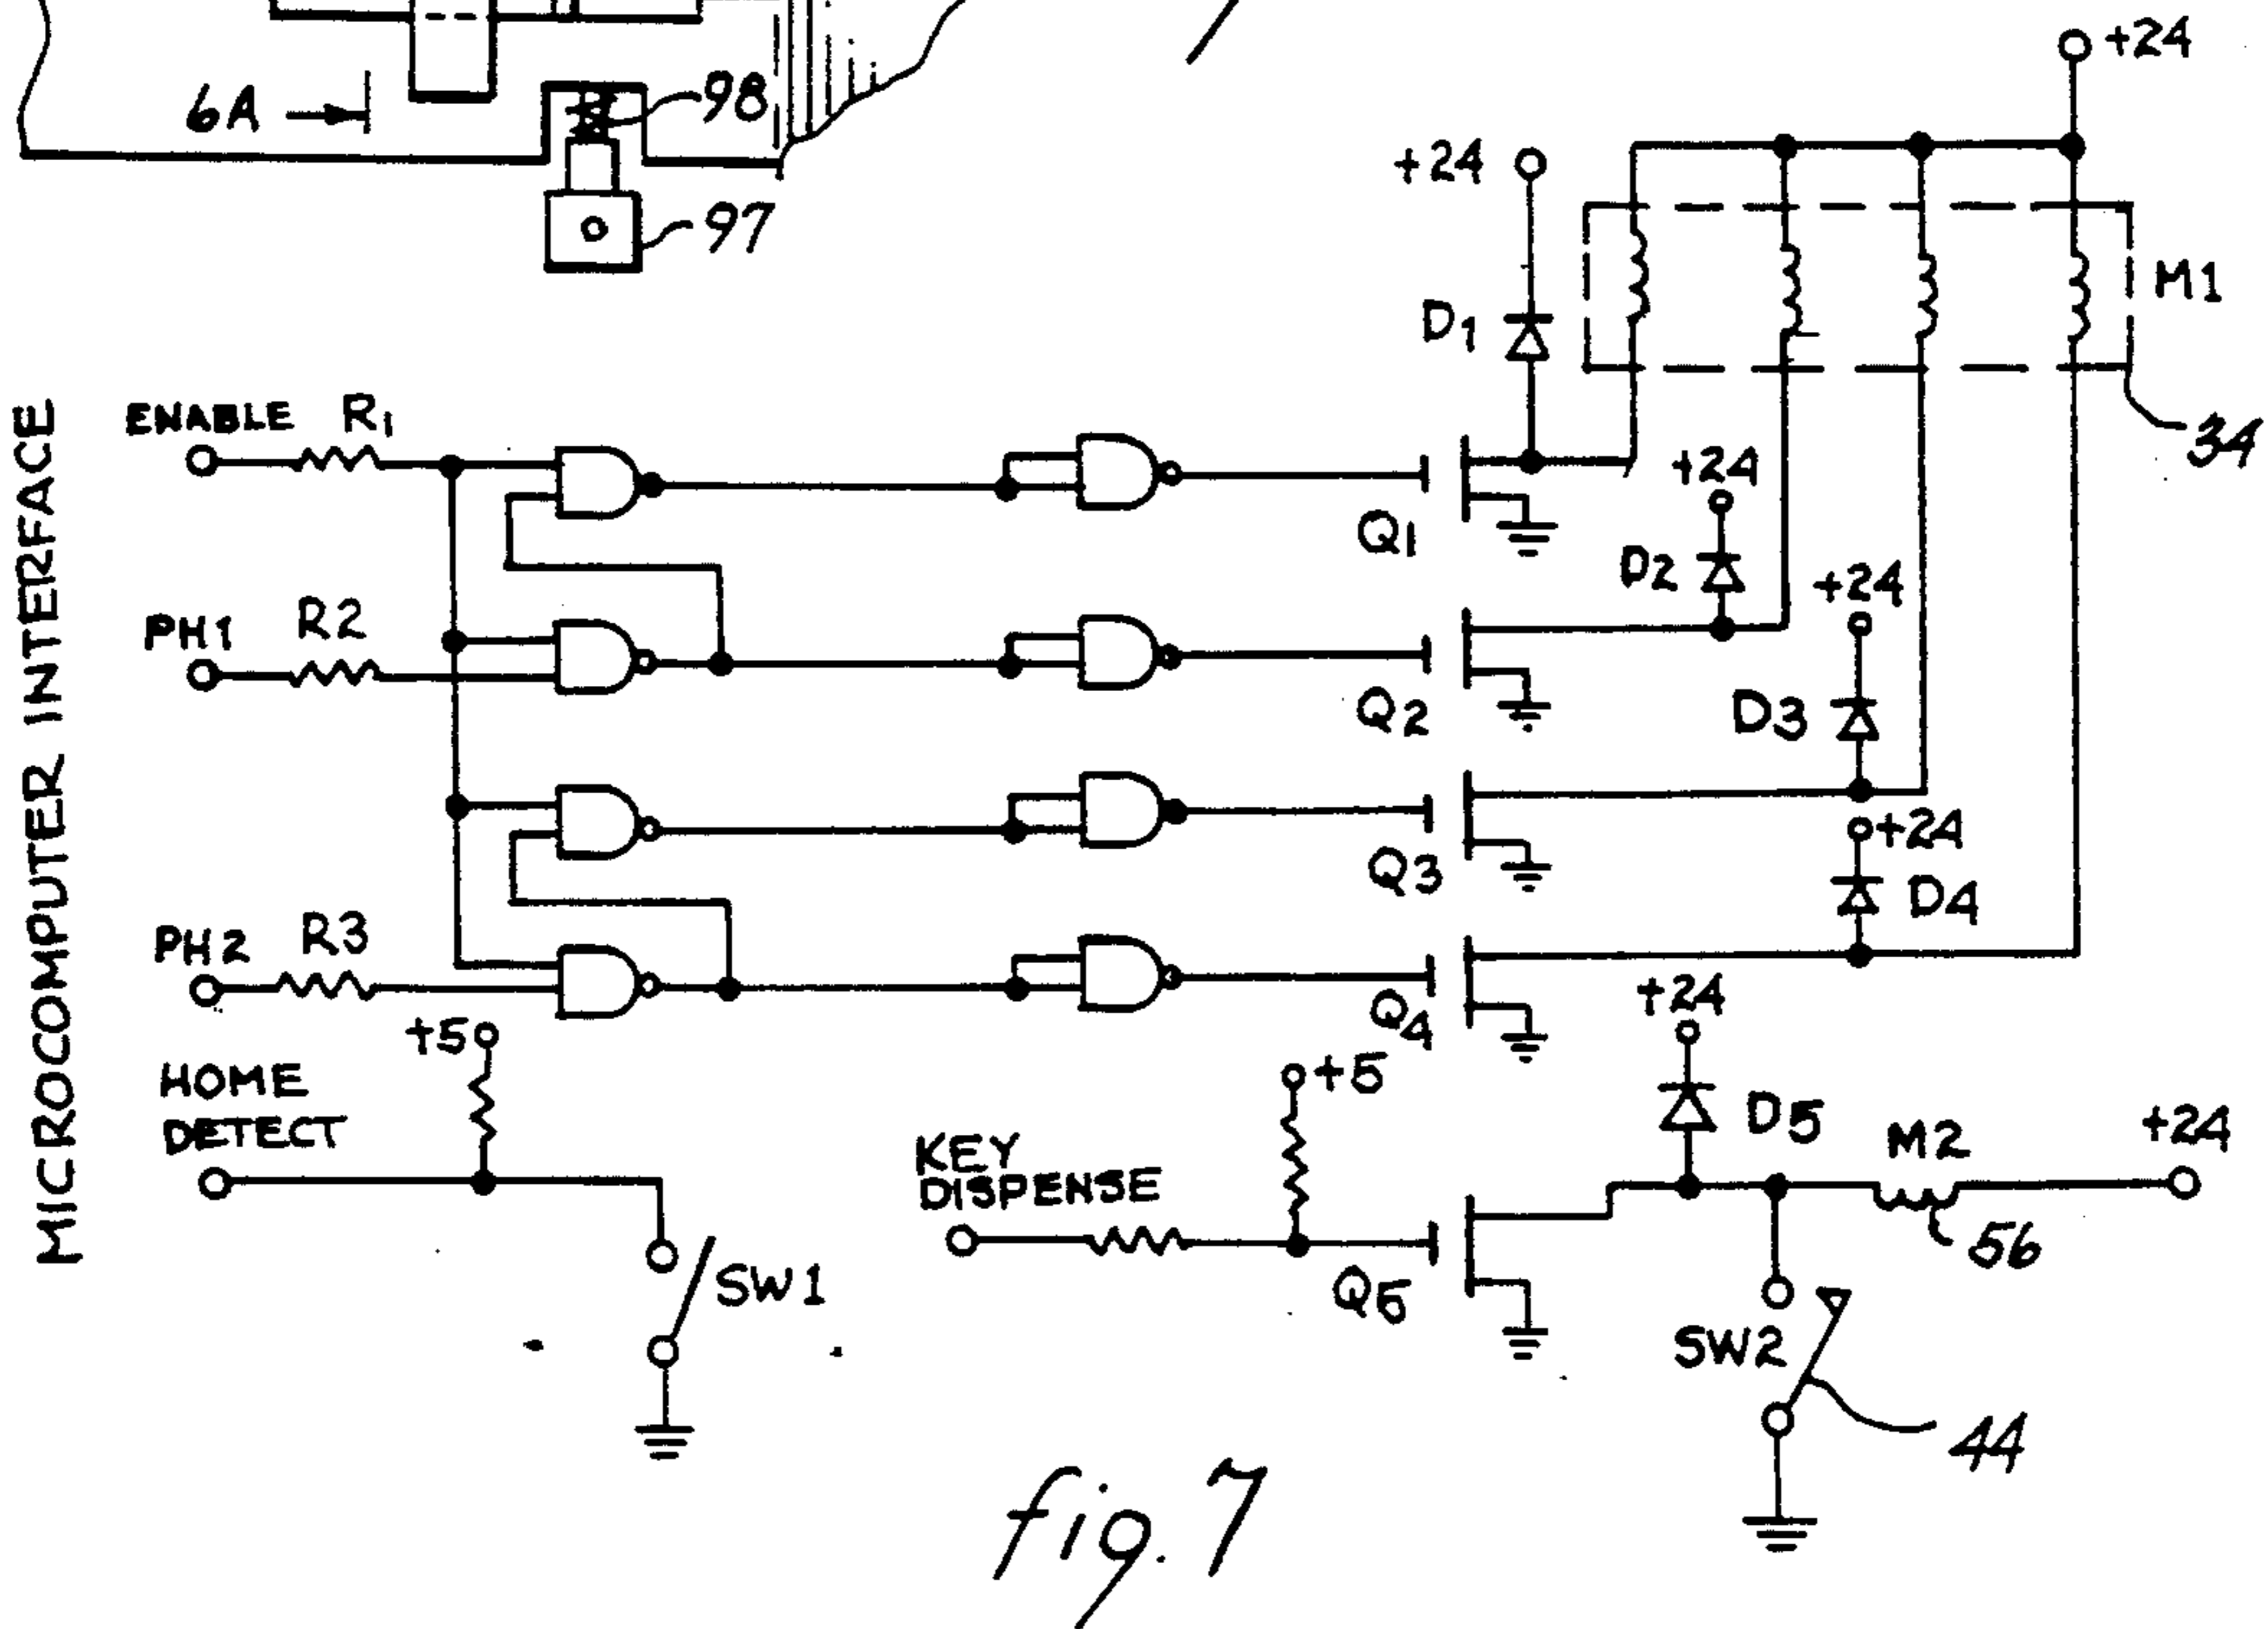 +24
6A
98
+24
97
M1
D1
34
ENABLE
R1
+24
Q1
D2
+24
PH1
R2
D3
Q2
+24
Q3
D4
PH2
R3
+24
Q4
+5
+5
HOME
DETECT
D5
M2
+24
KEY
DISPENSE
56
SW1
Q5
SW2
44
fig. 7
MICROCOMPUTER INTERFACE